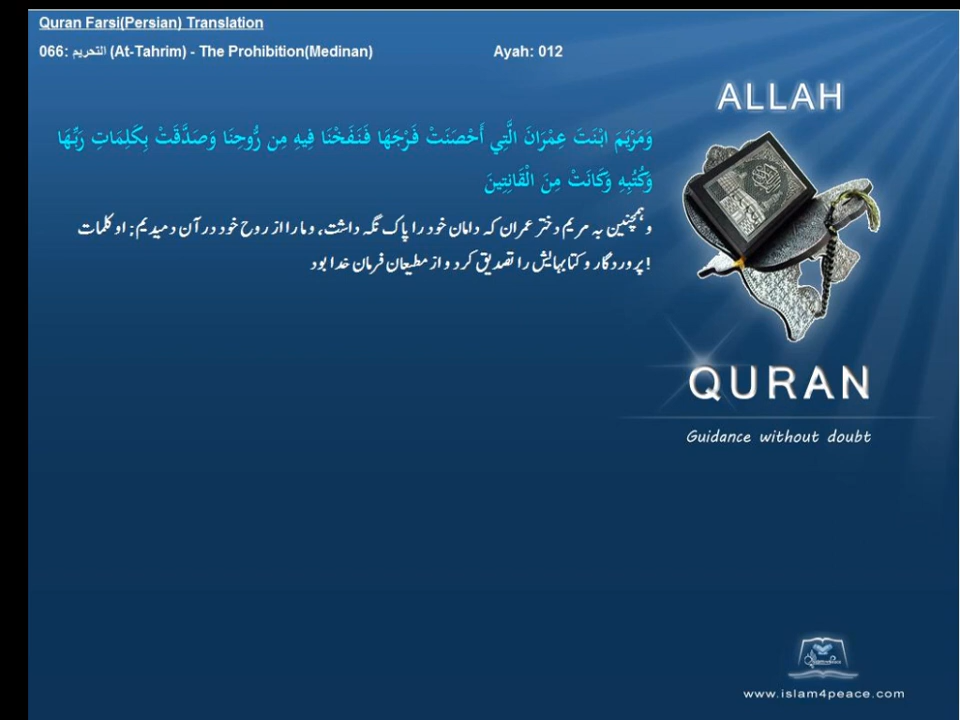 Quran Farsi(Persian) Translation
066: التحريم (At-Tahrim) - The Prohibition(Medinan) Ayah: 012
ALLAH
وَمَرْيَمَ ابْنَتَ عِمْرَانَ الَّتِي أَحْصَنَتْ فَرْجَهَا فَنَفَخْنَا فِيهِ مِن رُّوحِنَا وَصَدَّقَتْ بِكَلِمَاتِ رَبِّهَا
وَكُتُبِهِ وَكَانَتْ مِنَ الْقَانِتِينَ
و همچنین به مریم دختر عمران که دامان خود را پاک نگه داشت، و ما را از روح خود در آن دمیدیم: او کلمات
پروردگار و کتابهایش را تصدیق کرد و از مطیعان فرمان خدا بود!
QURAN
Guidance without doubt
www.islam4peace.com